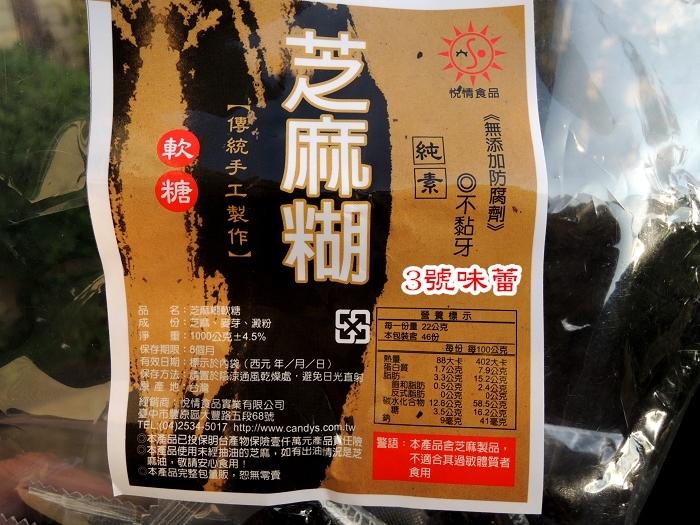 芝麻糊
軟糖
【傳統手工製作】
悅情食品
《無添加防腐劑》
◎不黏牙
純素
3號味蕾
品　名：芝麻糊軟糖
成　份：芝麻、麥芽、澱粉
淨　重：1000公克±4.5%
保存期限：8個月
有效日期：標示於內袋（西元 年／月／日）
保存方法：請置於陰涼通風乾燥處，避免日光直射
原 產 地：台灣
經銷商：悅情食品實業有限公司
臺中市豐原區大豐路五段68號
TEL:(04)2534-5017 http://www.candys.com.tw
◎本產品已投保明台產物保險壹仟萬元產品責任險
◎本產品使用未經抽油的芝麻，如有出油情況是芝
麻油，敬請安心食用！
◎本產品完整包量販，恕無零賣
營養標示
每一份量 22公克
本包裝含 46份
每份 每100公克
熱量 88大卡 402大卡
蛋白質 1.7公克 7.9公克
脂肪 3.3公克 15.2公克
飽和脂肪 0.5公克 2.4公克
反式脂肪 0公克 0公克
碳水化合物 12.6公克 58.5公克
糖 3.5公克 16.2公克
鈉 9毫克 41毫克
警語：本產品含芝麻製品，
不適合其過敏體質者
食用